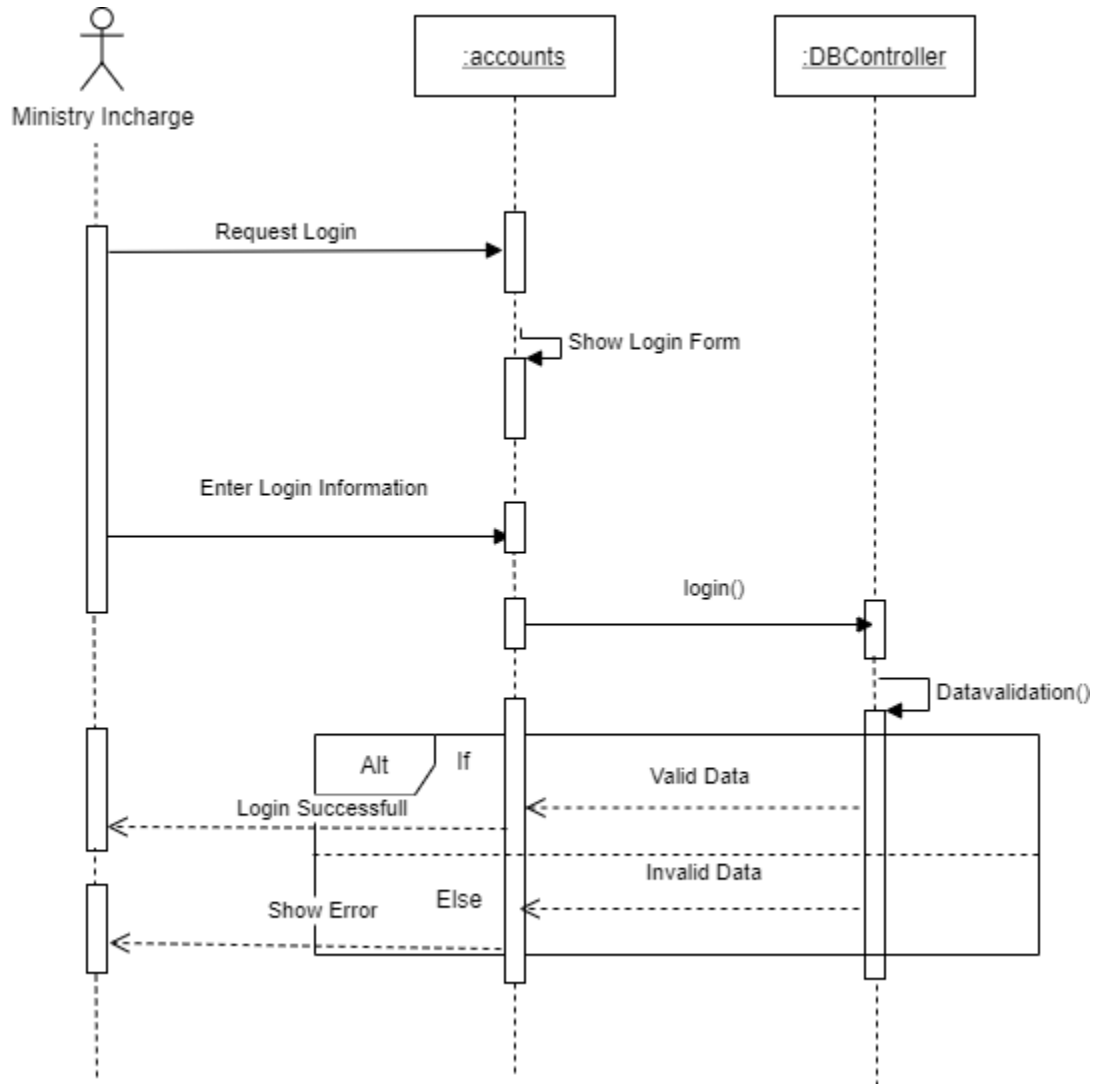 :accounts
:DBController
Ministry Incharge
Request Login
Show Login Form
Enter Login Information
login()
Datavalidation()
Alt
If
Valid Data
Login Successfull
Invalid Data
Else
Show Error